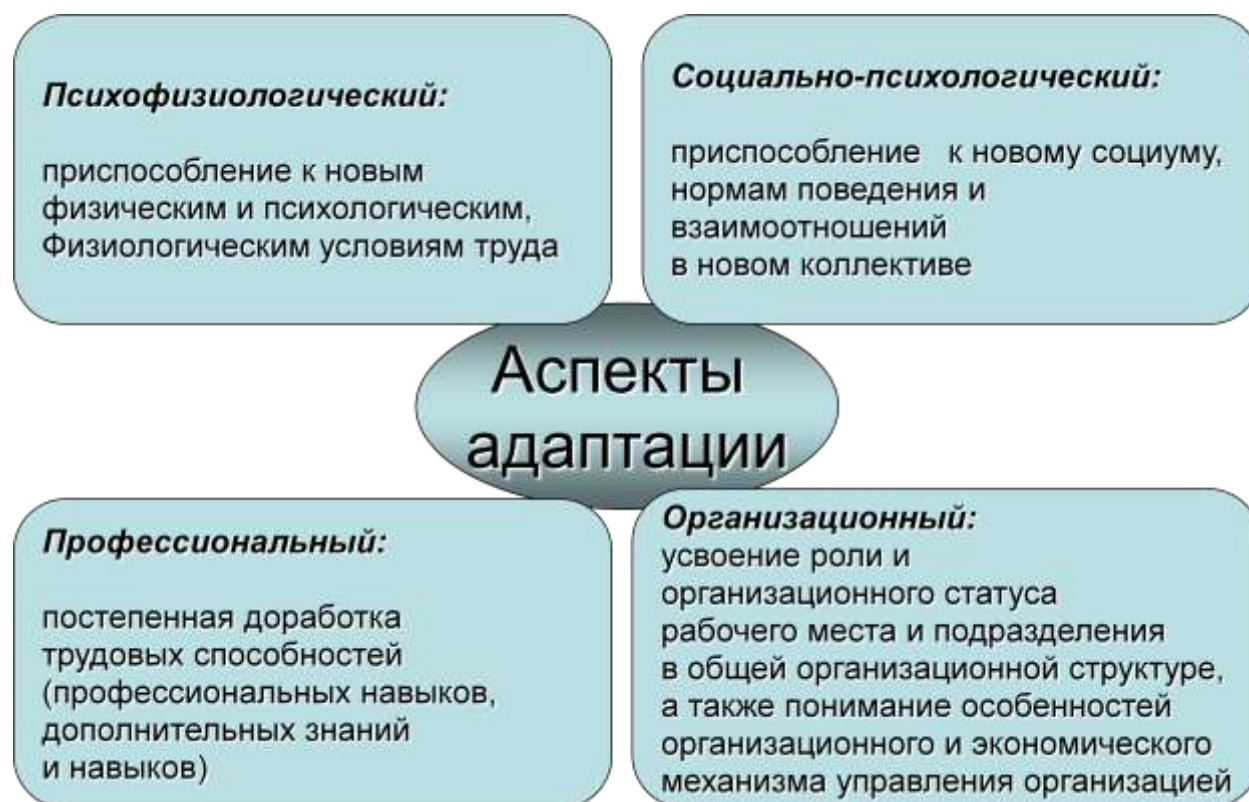 Психофизиологический:
приспособление к новым
физическим и психологическим,
Физиологическим условиям труда
Социально-психологический:
приспособление к новому социуму,
нормам поведения и
взаимоотношений
в новом коллективе
Аспекты
адаптации
Профессиональный:
постепенная доработка
трудовых способностей
(профессиональных навыков,
дополнительных знаний
и навыков)
Организационный:
усвоение роли и
организационного статуса
рабочего места и подразделения
в общей организационной структуре,
а также понимание особенностей
организационного и экономического
механизма управления организацией